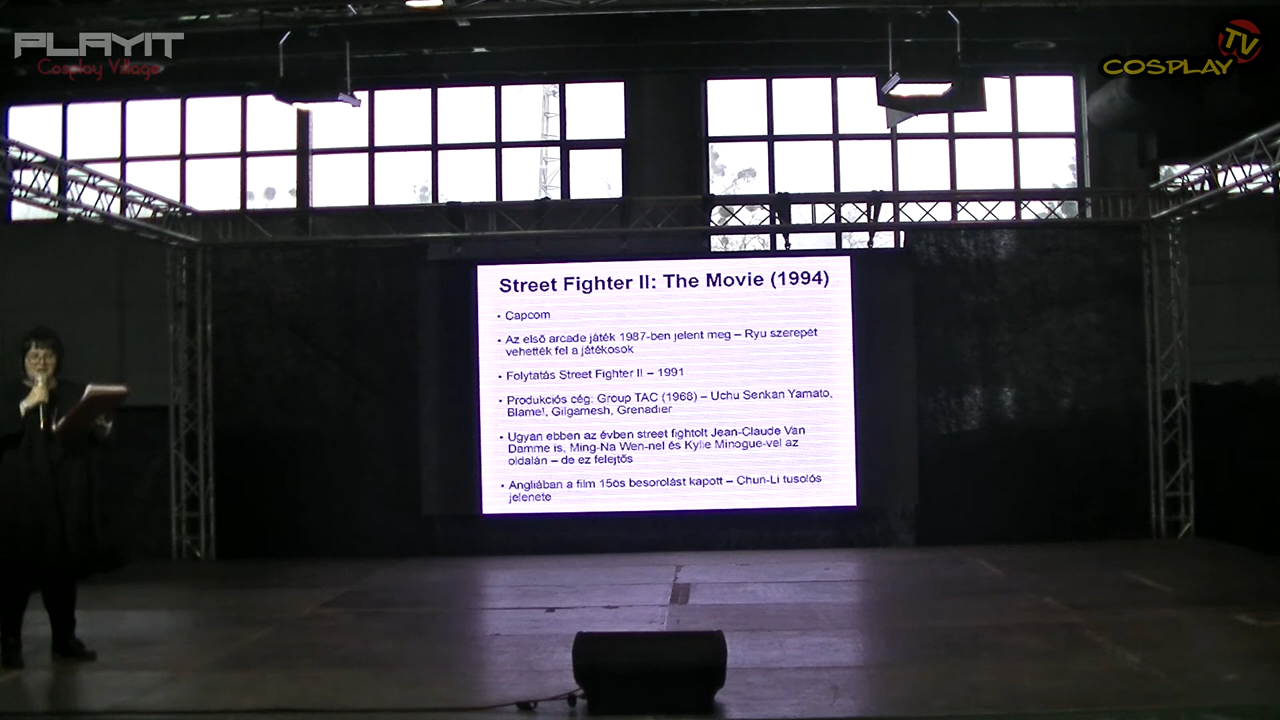 PLAYIT
Cosplay Village
TV
COSPLAY
Street Fighter II: The Movie (1994)
• Capcom
• Az első arcade játék 1987-ben jelent meg – Ryu szerepét
vehették fel a játékosok
• Folytatás Street Fighter II – 1991
• Produkciós cég: Group TAC (1968) – Uchu Senkan Yamato,
Blame!, Gilgamesh, Grenadier
• Ugyan ebben az évben street fightolt Jean-Claude Van
Damme is, Ming-Na Wen-nel és Kylie Minogue-vel az
oldalán – de ez felejtős
• Angliában a film 15ös besorolást kapott – Chun-Li tusolós
jelenete